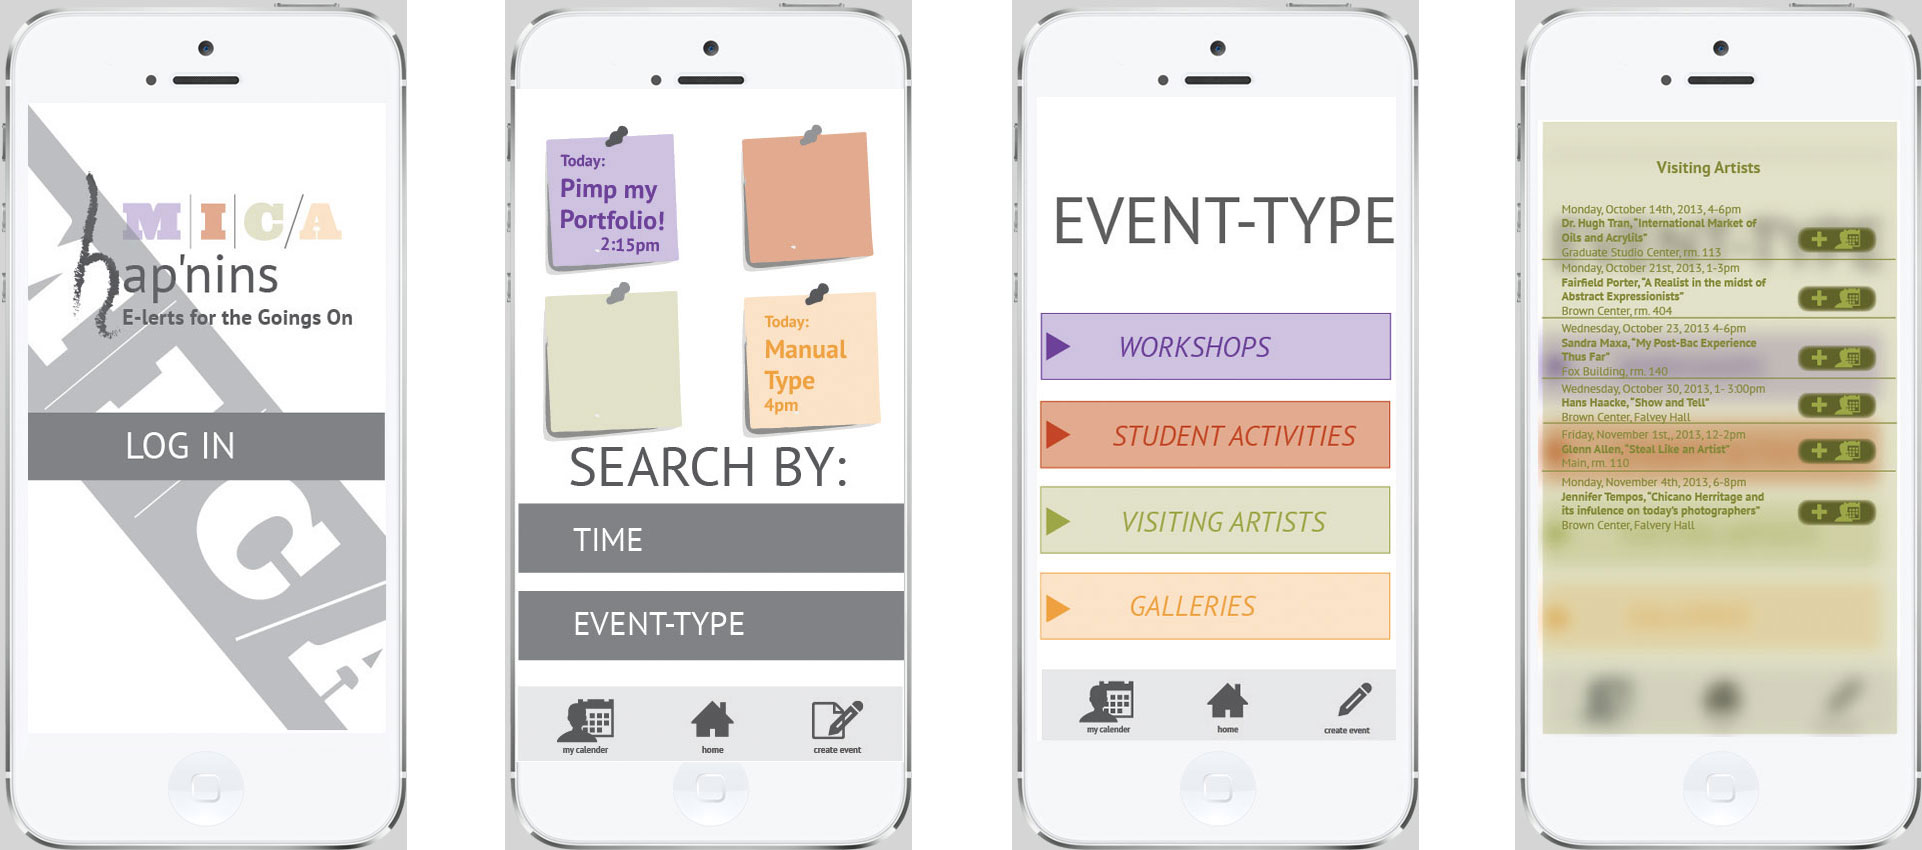 M|I|C/A
hap'nins
E-lerts for the Goings On
LOG IN
Today:
Pimp my
Portfolio!
2:15pm
Today:
Manual
Type
4pm
SEARCH BY:
TIME
EVENT-TYPE
my calender
home
create event
EVENT-TYPE
WORKSHOPS
STUDENT ACTIVITIES
VISITING ARTISTS
GALLERIES
my calender
home
create event
Visiting Artists
Monday, October 14th, 2013, 4-6pm
Dr. Hugh Tran, "International Market of
Oils and Acrylils"
Graduate Studio Center, rm. 113
Monday, October 21st, 2013, 1-3pm
Fairfield Porter, "A Realist in the midst of
Abstract Expressionists"
Brown Center, rm. 404
Wednesday, October 23, 2013 4-6pm
Sandra Maxa, "My Post-Bac Experience
Thus Far"
Fox Building, rm. 140
Wednesday, October 30, 2013, 1- 3:00pm
Hans Haacke, "Show and Tell"
Brown Center, Falvey Hall
Friday, November 1st,, 2013, 12-2pm
Glenn Allen, "Steal Like an Artist"
Main, rm. 110
Monday, November 4th, 2013, 6-8pm
Jennifer Tempos, "Chicano Herritage and
its infulence on today's photographers"
Brown Center, Falvery Hall